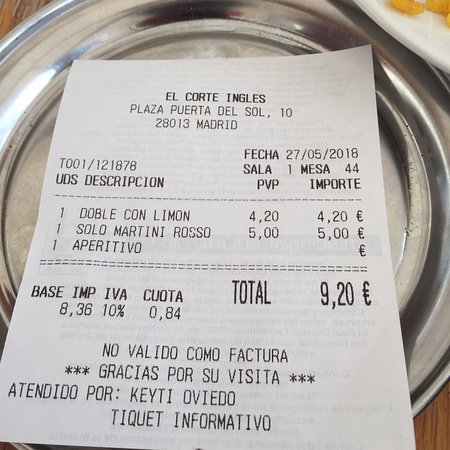 EL CORTE INGLES
PLAZA PUERTA DEL SOL, 10
28013 MADRID
FECHA 27/05/2018
T001/121878 SALA 1 MESA 44
UDS DESCRIPCION PVP IMPORTE
1 DOBLE CON LIMON 4,20 4,20 €
1 SOLO MARTINI ROSSO 5,00 5,00 €
1 APERITIVO €
BASE IMP IVA CUOTA TOTAL 9,20 €
8,36 10% 0,84
NO VALIDO COMO FACTURA
*** GRACIAS POR SU VISITA ***
ATENDIDO POR: KEYTI OVIEDO
TIQUET INFORMATIVO